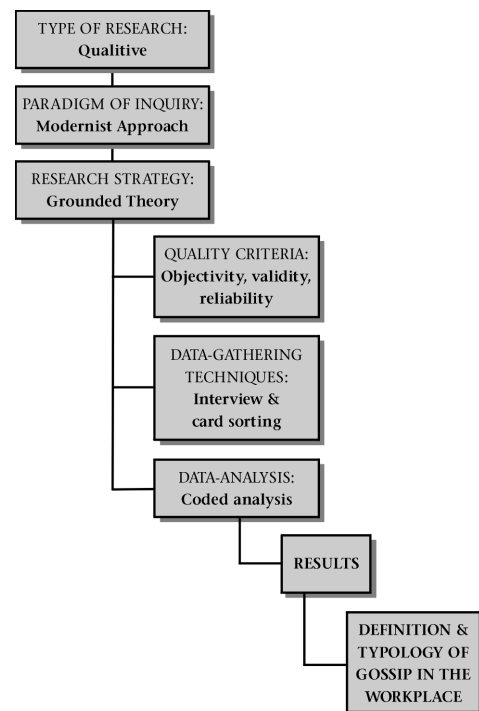 TYPE OF RESEARCH:
Qualitive
PARADIGM OF INQUIRY:
Modernist Approach
RESEARCH STRATEGY:
Grounded Theory
QUALITY CRITERIA:
Objectivity, validity,
reliability
DATA-GATHERING
TECHNIQUES:
Interview &
card sorting
DATA-ANALYSIS:
Coded analysis
RESULTS
DEFINITION &
TYPOLOGY OF
GOSSIP IN THE
WORKPLACE